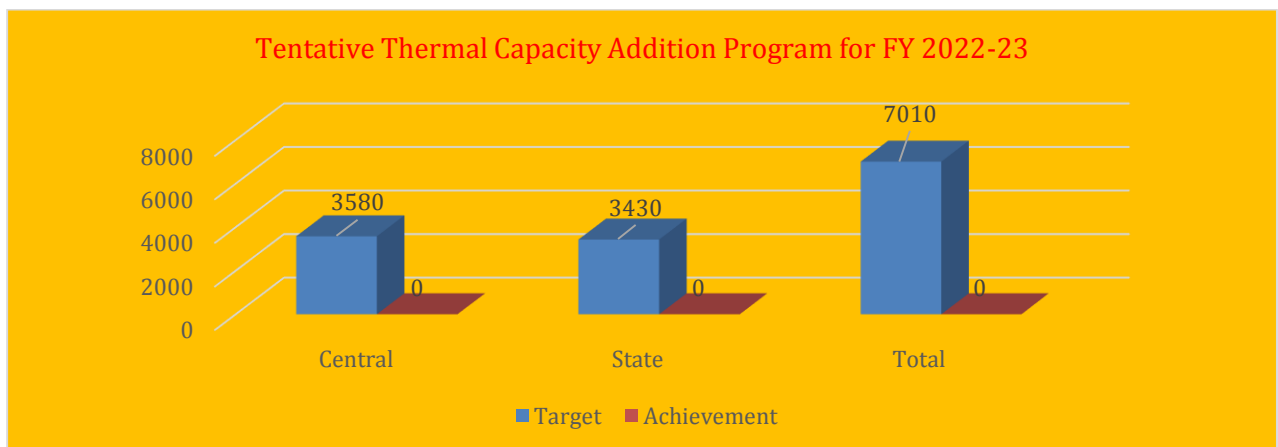 Tentative Thermal Capacity Addition Program for FY 2022-23
7010
8000
6000
3580
3430
4000
2000
0
0
0
0
Central
State
Total
Target
Achievement